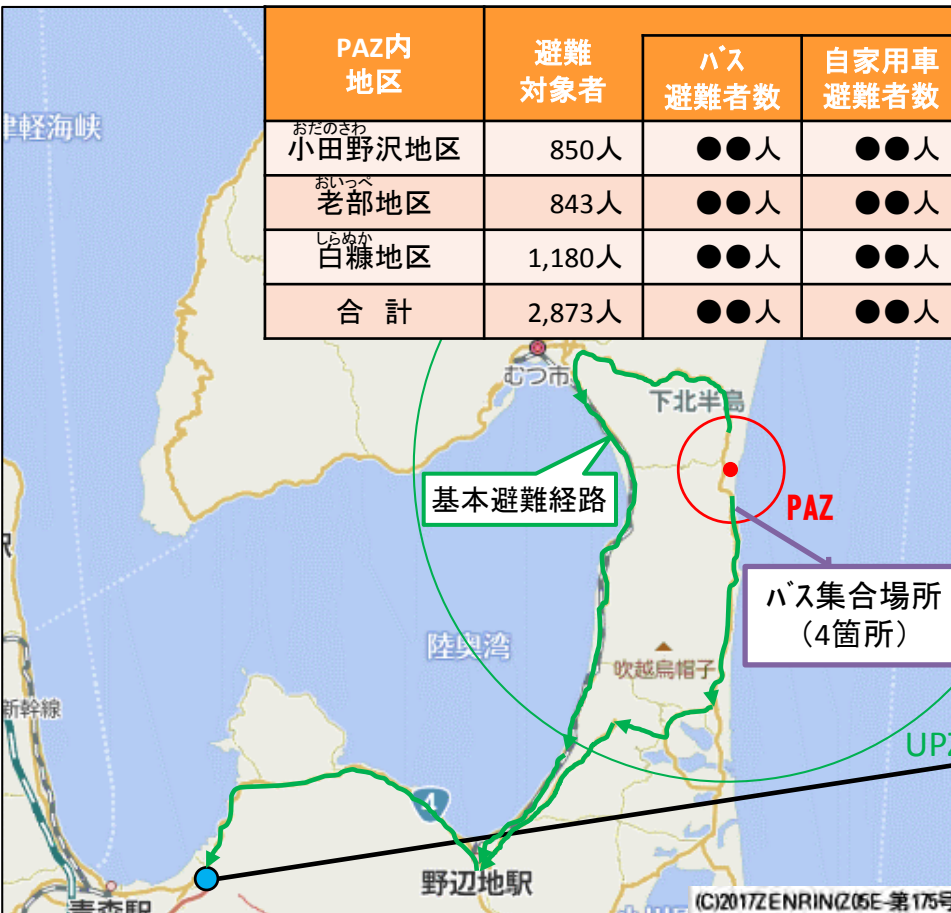 PAZ内
地区
避難
対象者
バス
避難者数
自家用車
避難者数
おだのさわ
小田野沢地区
850人
●●人
●●人
おいっぺ
老部地区
843人
●●人
●●人
しらぬか
白糠地区
1,180人
●●人
●●人
合 計
2,873人
●●人
●●人
津軽海峡
むつ市
下北半島
基本避難経路
PAZ
バス集合場所
（4箇所）
陸奥湾
吹越烏帽子
新幹線
UPZ
4
野辺地駅
青森駅
(C)2017ZENRIN(Z05E-第175号